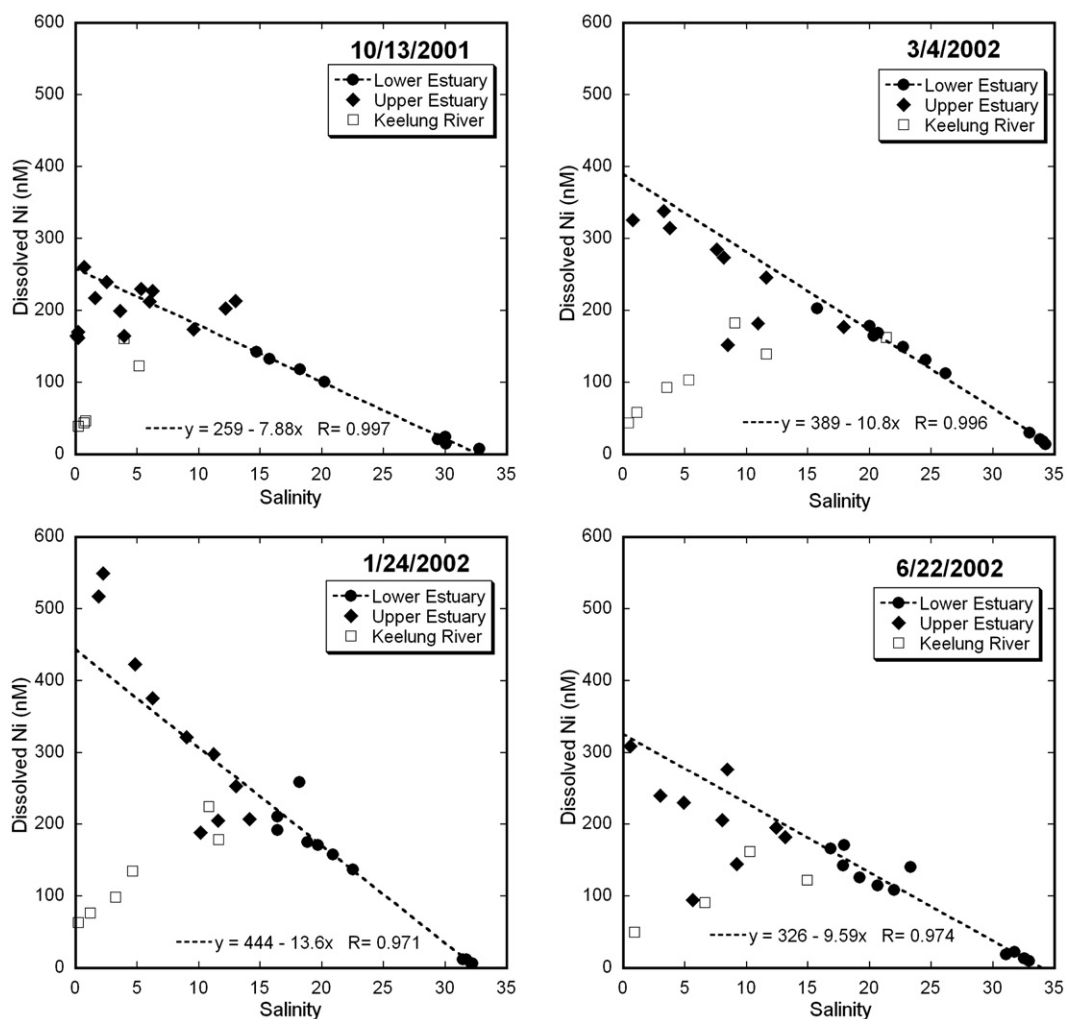 10/13/2001
Lower Estuary
Upper Estuary
Keelung River
Dissolved Ni (nM)
600
500
400
300
200
100
0
y = 259 - 7.88x R= 0.997
0 5 10 15 20 25 30 35
Salinity
3/4/2002
Lower Estuary
Upper Estuary
Keelung River
Dissolved Ni (nM)
600
500
400
300
200
100
0
y = 389 - 10.8x R= 0.996
0 5 10 15 20 25 30 35
Salinity
1/24/2002
Lower Estuary
Upper Estuary
Keelung River
Dissolved Ni (nM)
600
500
400
300
200
100
0
y = 444 - 13.6x R= 0.971
0 5 10 15 20 25 30 35
Salinity
6/22/2002
Lower Estuary
Upper Estuary
Keelung River
Dissolved Ni (nM)
600
500
400
300
200
100
0
y = 326 - 9.59x R= 0.974
0 5 10 15 20 25 30 35
Salinity